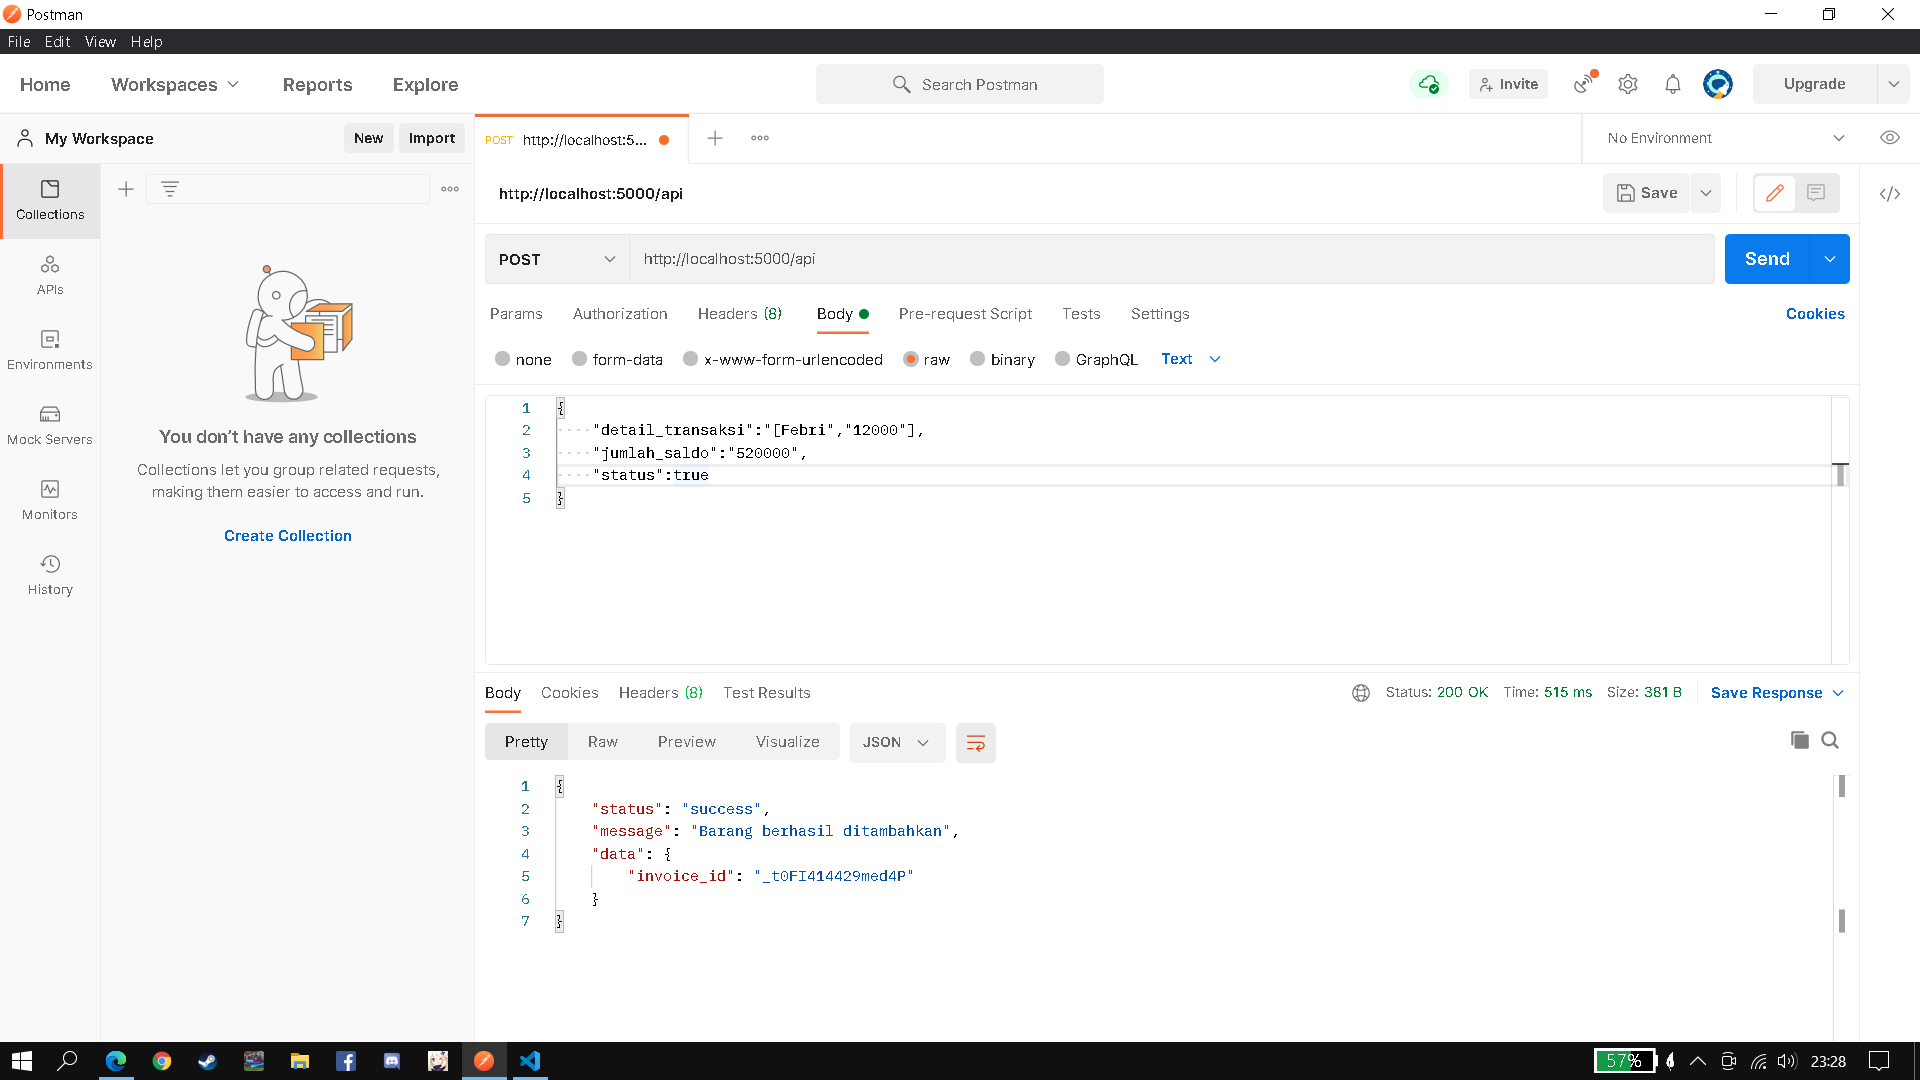 Postman
File Edit View Help
Home Workspaces Reports Explore Search Postman Invite Upgrade
My Workspace New Import POST http://localhost:5... No Environment
http://localhost:5000/api Save
POST http://localhost:5000/api Send
Params Authorization Headers (8) Body Pre-request Script Tests Settings Cookies
none form-data x-www-form-urlencoded raw binary GraphQL Text
1 {
2 "detail_transaksi":"[Febri","12000"],
3 "jumlah_saldo":"520000",
4 "status":true
5 }
Collections
APIs
Environments
Mock Servers
Monitors
History
You don't have any collections
Collections let you group related requests,
making them easier to access and run.
Create Collection
Body Cookies Headers (8) Test Results Status: 200 OK Time: 515 ms Size: 381 B Save Response
Pretty Raw Preview Visualize JSON
1 {
2 "status": "success",
3 "message": "Barang berhasil ditambahkan",
4 "data": {
5 "invoice_id": "_t0FI414429med4P"
6 }
7 }
57% 23:28